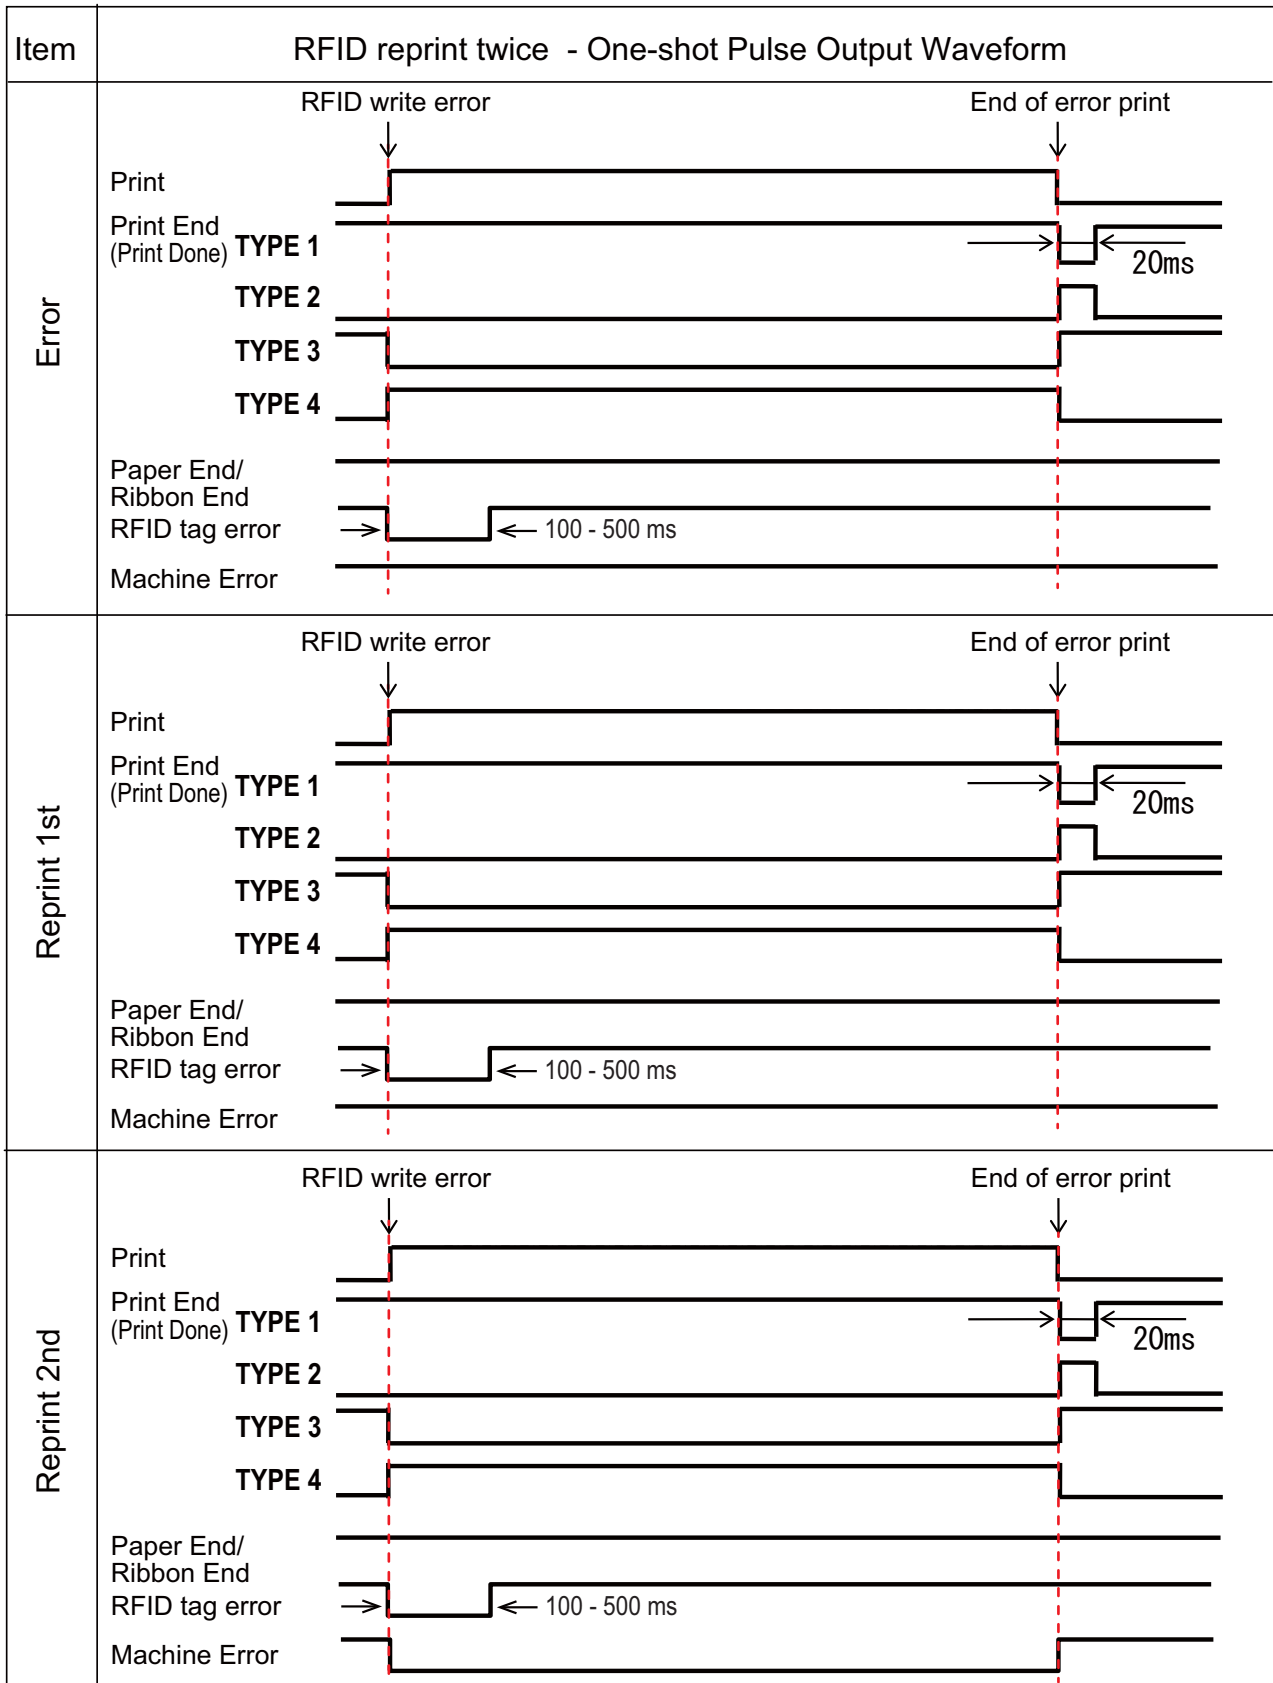 Item
RFID reprint twice - One-shot Pulse Output Waveform
Error
RFID write error
End of error print
Print
Print End
(Print Done) TYPE 1
20ms
TYPE 2
TYPE 3
TYPE 4
Paper End/
Ribbon End
RFID tag error
100 - 500 ms
Machine Error
Reprint 1st
RFID write error
End of error print
Print
Print End
(Print Done) TYPE 1
20ms
TYPE 2
TYPE 3
TYPE 4
Paper End/
Ribbon End
RFID tag error
100 - 500 ms
Machine Error
Reprint 2nd
RFID write error
End of error print
Print
Print End
(Print Done) TYPE 1
20ms
TYPE 2
TYPE 3
TYPE 4
Paper End/
Ribbon End
RFID tag error
100 - 500 ms
Machine Error